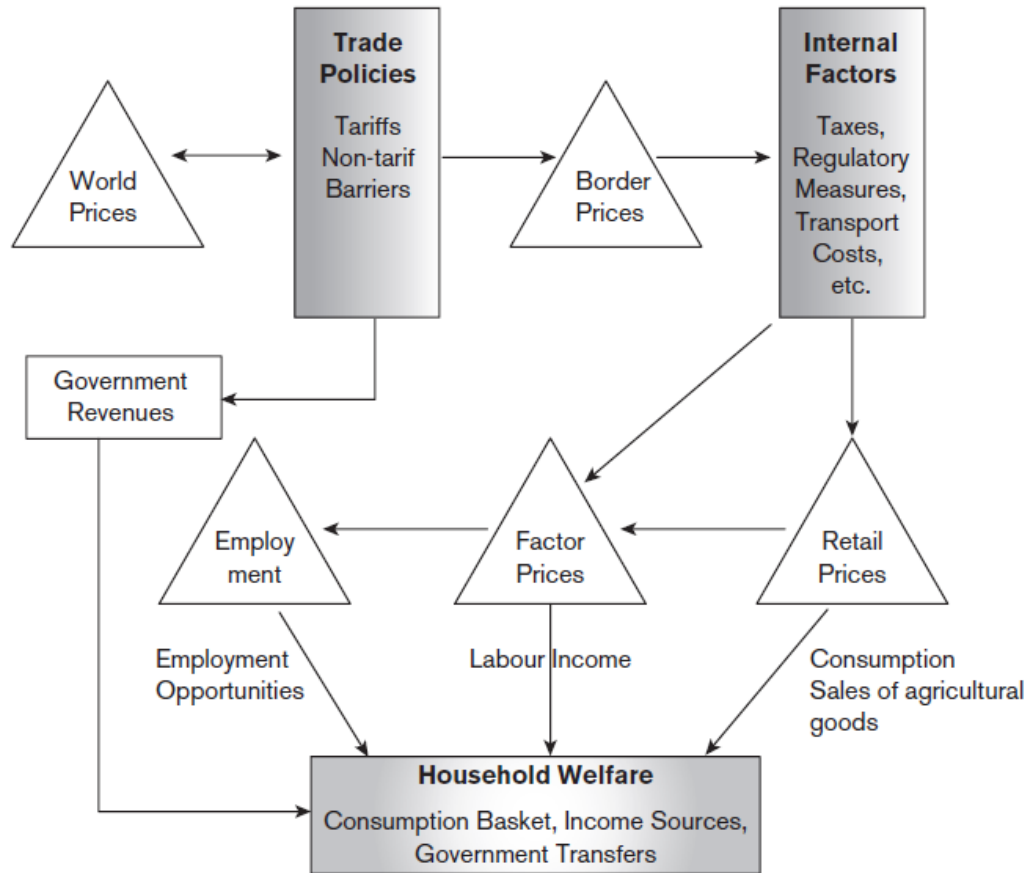 Trade
Policies
Tariffs
Non-tarif
Barriers
Internal
Factors
Taxes,
Regulatory
Measures,
Transport
Costs,
etc.
World
Prices
Border
Prices
Government
Revenues
Employ
ment
Factor
Prices
Retail
Prices
Employment
Opportunities
Labour Income
Consumption
Sales of agricultural
goods
Household Welfare
Consumption Basket, Income Sources,
Government Transfers